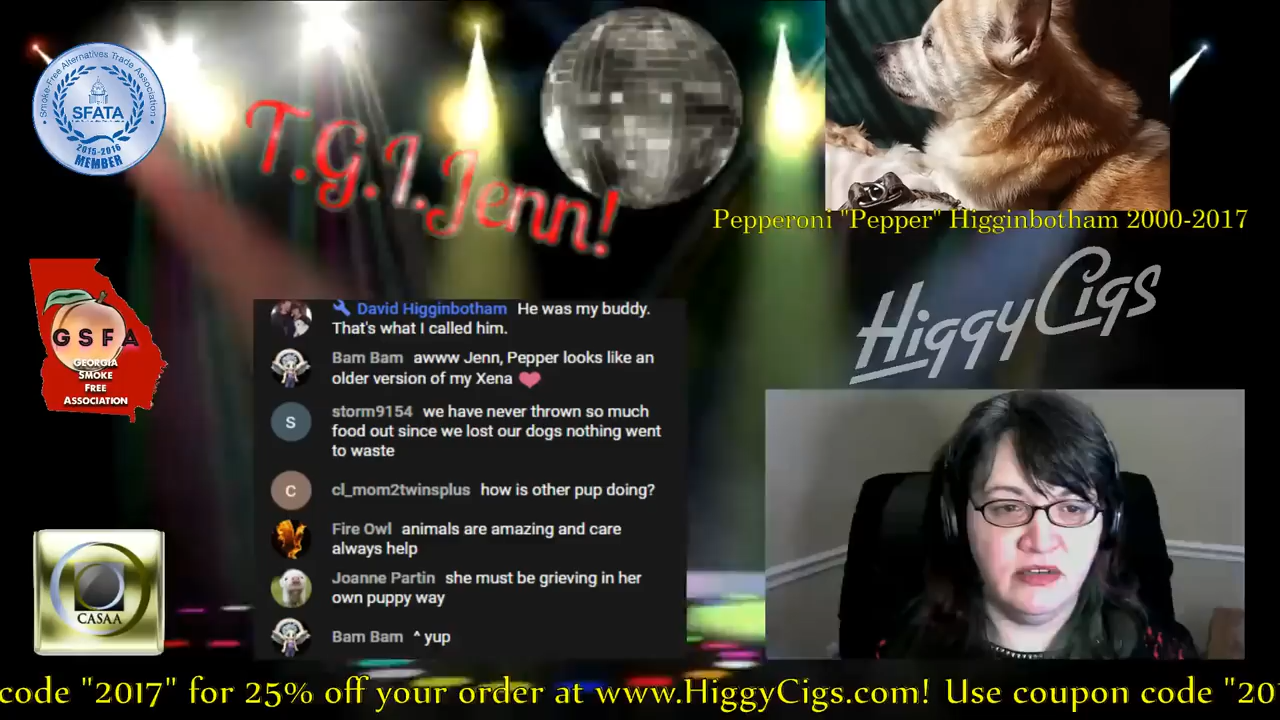 Smoke-Free Alternatives Trade Association
SFATA
2015-2016
MEMBER
T.G.I.Jenn!
Pepperoni "Pepper" Higginbotham 2000-2017
HiggyCigs
GSFA
GEORGIA
SMOKE
FREE
ASSOCIATION
David Higginbotham He was my buddy.
That's what I called him.
Bam Bam awww Jenn, Pepper looks like an
older version of my Xena ❤
storm9154 we have never thrown so much
food out since we lost our dogs nothing went
to waste
cl_mom2twinsplus how is other pup doing?
Fire Owl animals are amazing and care
always help
Joanne Partin she must be grieving in her
own puppy way
Bam Bam ^ yup
S
C
CASAA
code "2017" for 25% off your order at www.HiggyCigs.com! Use coupon code "20